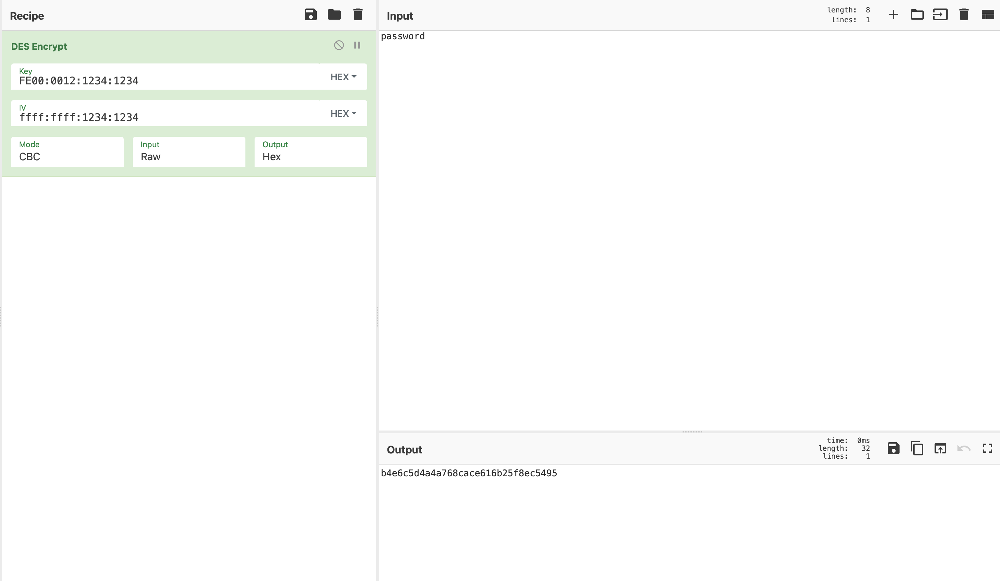 Recipe
DES Encrypt
Key
FE00:0012:1234:1234
HEX
IV
ffff:ffff:1234:1234
HEX
Mode
CBC
Input
Raw
Output
Hex
Input
length: 8
lines: 1
password
Output
time: 0ms
length: 32
lines: 1
b4e6c5d4a4a768cace616b25f8ec5495